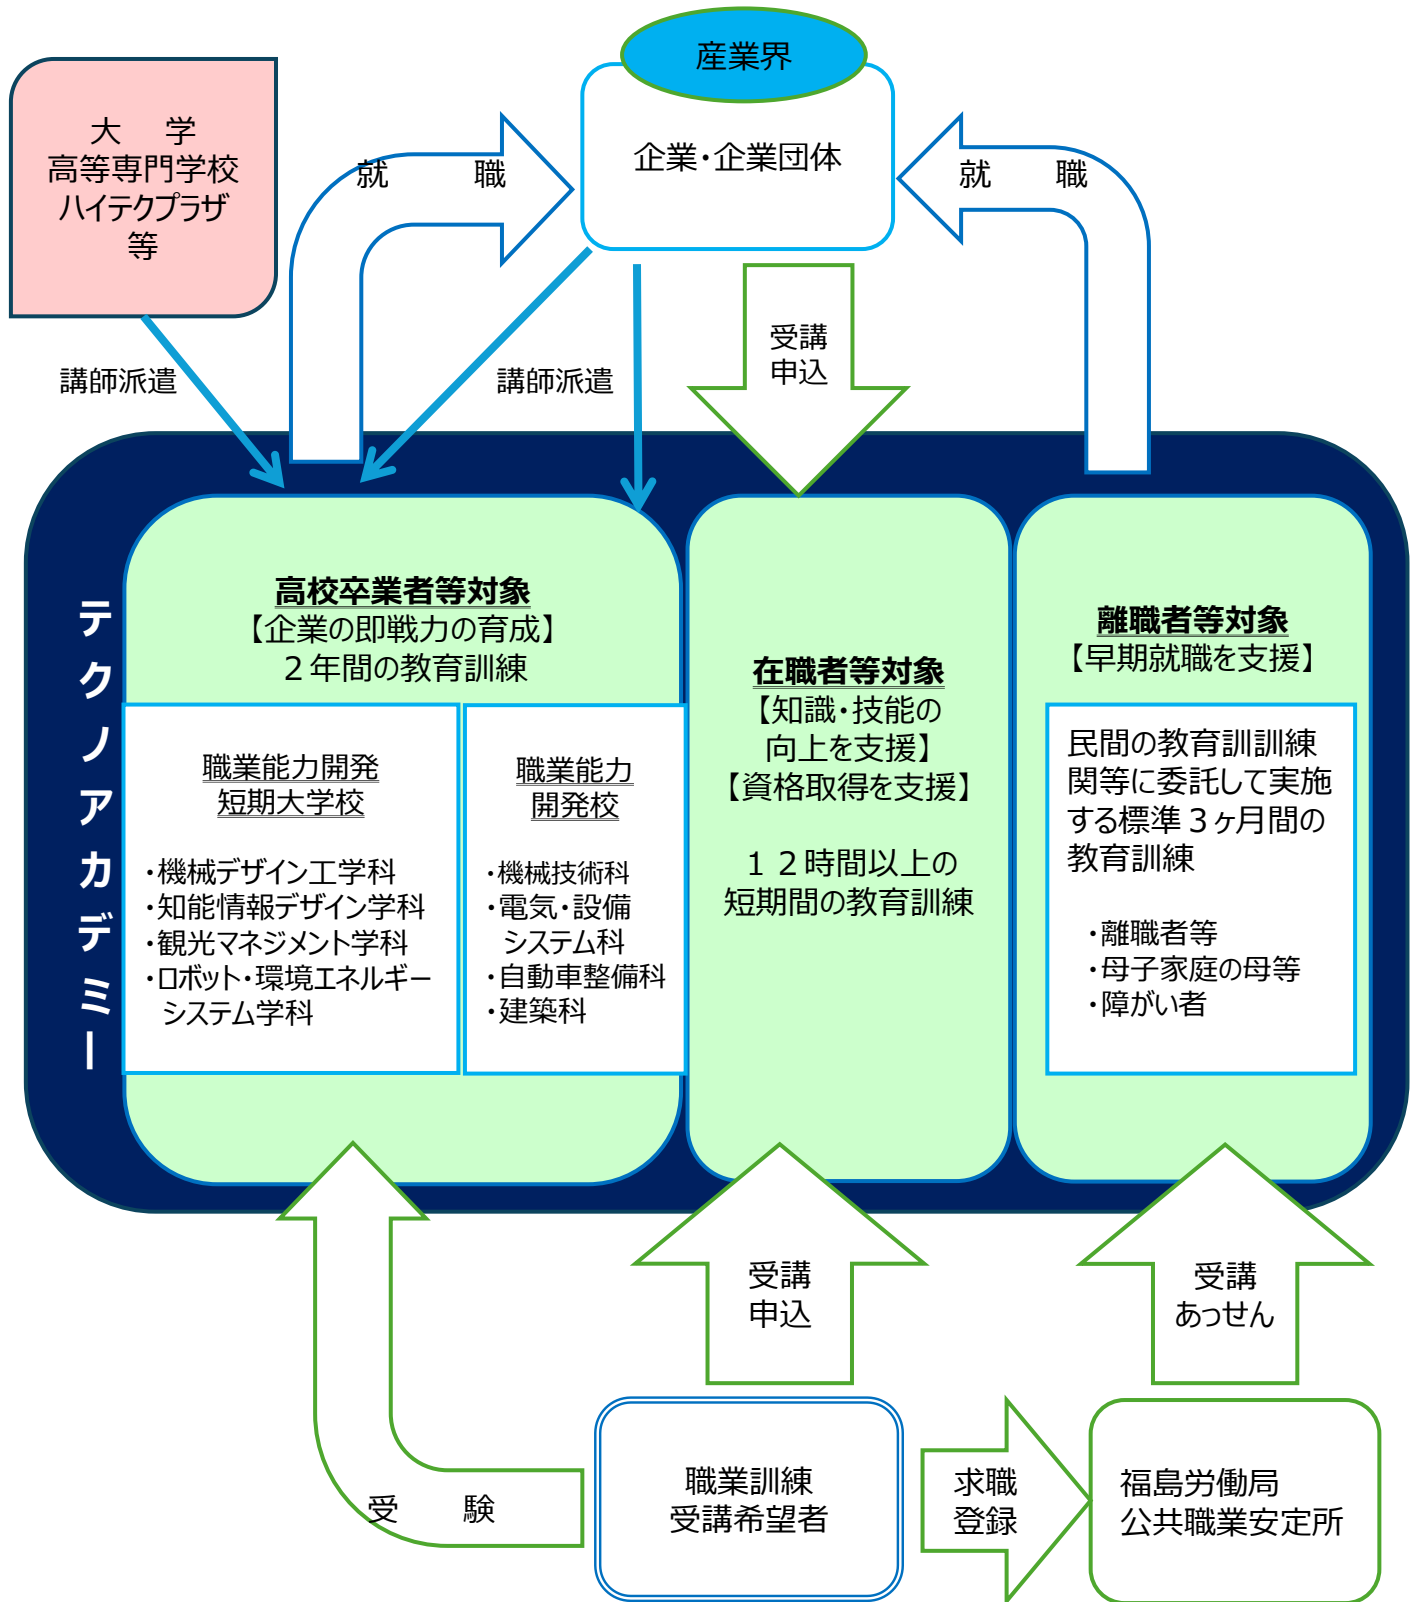 産業界
企業・企業団体
大　学
高等専門学校
ハイテクプラザ
等
就　職
就　職
講師派遣
講師派遣
受講
申込
テクノアカデミー
高校卒業者等対象
【企業の即戦力の育成】
２年間の教育訓練
職業能力開発
短期大学校
・機械デザイン工学科
・知能情報デザイン学科
・観光マネジメント学科
・ロボット・環境エネルギー
システム学科
職業能力
開発校
・機械技術科
・電気・設備
システム科
・自動車整備科
・建築科
在職者等対象
【知識・技能の
向上を支援】
【資格取得を支援】
１２時間以上の
短期間の教育訓練
離職者等対象
【早期就職を支援】
民間の教育訓訓練
関等に委託して実施
する標準３ヶ月間の
教育訓練
・離職者等
・母子家庭の母等
・障がい者
受　験
受講
申込
受講
あっせん
職業訓練
受講希望者
求職
登録
福島労働局
公共職業安定所